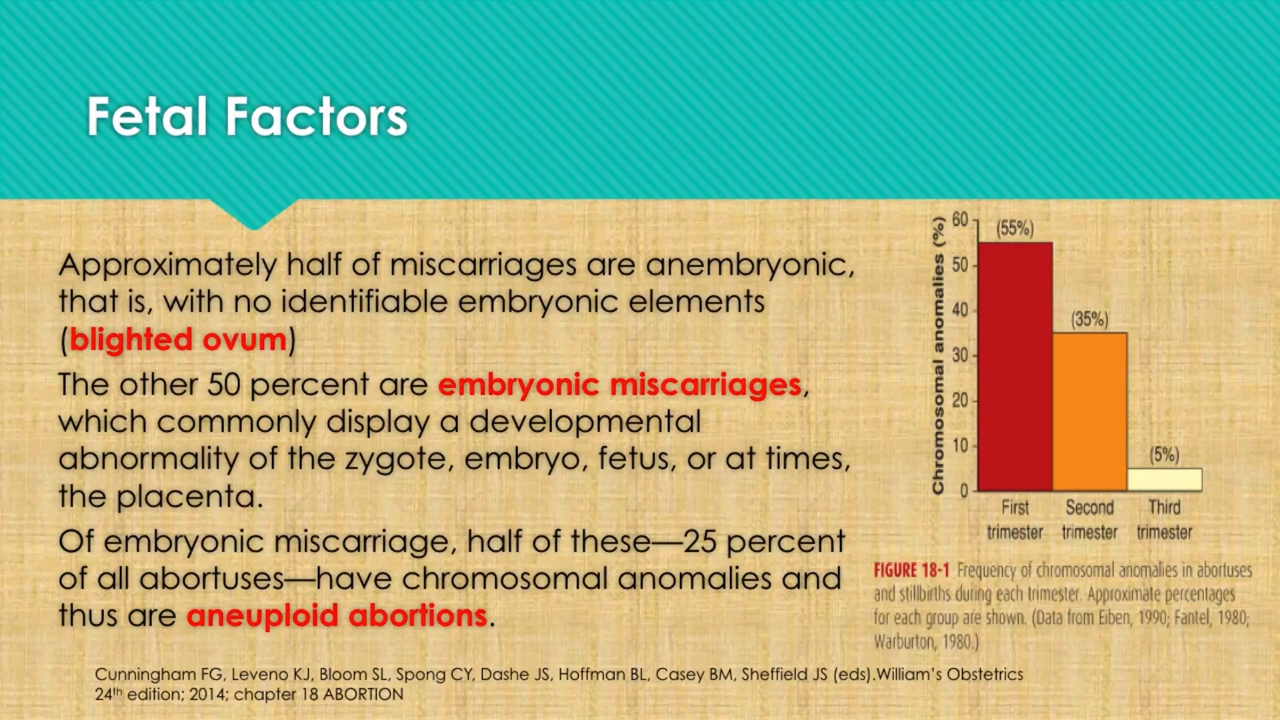 Fetal Factors
Approximately half of miscarriages are anembryonic,
that is, with no identifiable embryonic elements
(blighted ovum)
The other 50 percent are embryonic miscarriages,
which commonly display a developmental
abnormality of the zygote, embryo, fetus, or at times,
the placenta.
Of embryonic miscarriage, half of these—25 percent
of all abortuses—have chromosomal anomalies and
thus are aneuploid abortions.
Chromosomal anomalies (%)
60
50
40
30
20
10
0
(55%)
(35%)
(5%)
First
trimester
Second
trimester
Third
trimester
FIGURE 18-1 Frequency of chromosomal anomalies in abortuses
and stillbirths during each trimester. Approximate percentages
for each group are shown. (Data from Eiben, 1990; Fantel, 1980;
Warburton, 1980.)
Cunningham FG, Leveno KJ, Bloom SL, Spong CY, Dashe JS, Hoffman BL, Casey BM, Sheffield JS (eds).William's Obstetrics
24th edition; 2014; chapter 18 ABORTION